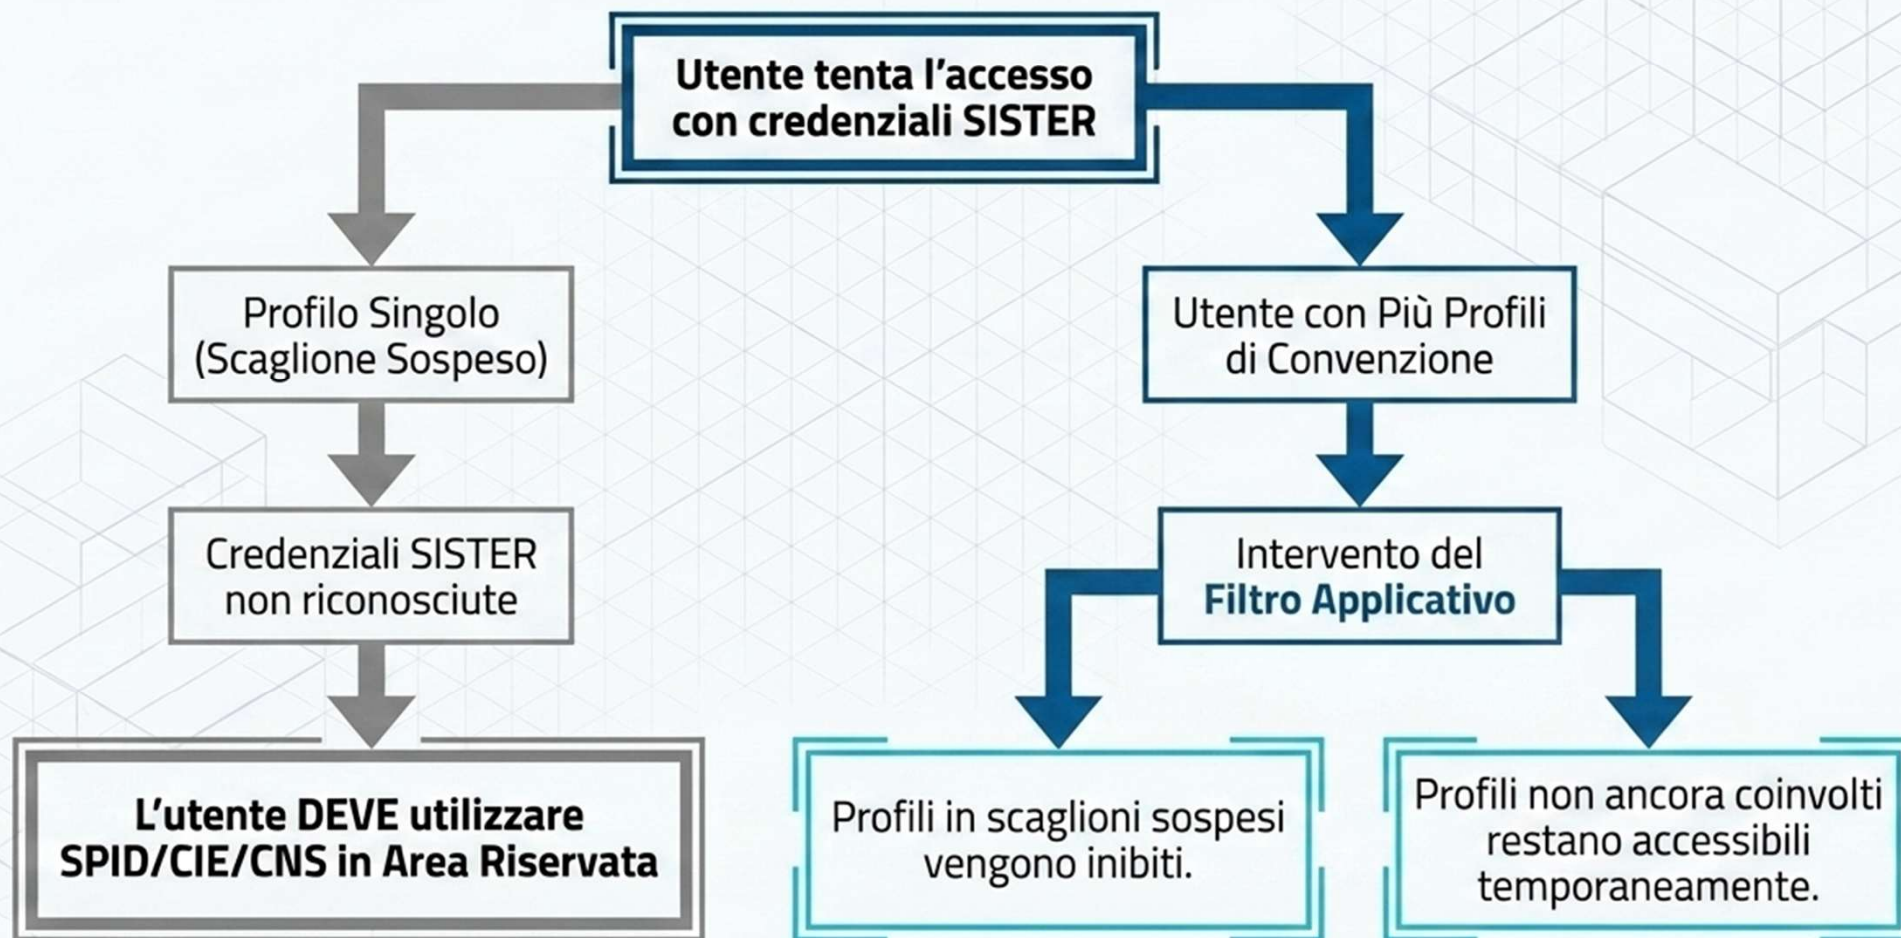 Utente tenta l'accesso
con credenziali SISTER
Profilo Singolo
(Scaglione Sospeso)
Utente con Più Profili
di Convenzione
Credenziali SISTER
non riconosciute
Intervento del
Filtro Applicativo
L'utente DEVE utilizzare
SPID/CIE/CNS in Area Riservata
Profili in scaglioni sospesi
vengono inibiti.
Profili non ancora coinvolti
restano accessibili
temporaneamente.